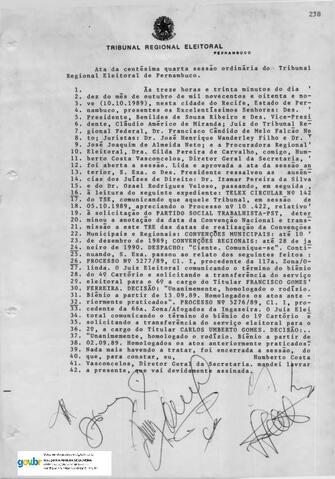 238
TRIBUNAL REGIONAL ELEITORAL
PERNAMBUCO
Ata da centésima quarta sessão ordinária do Tribunal
Regional Eleitoral de Pernambuco.
1. Às treze horas e trinta minutos do dia
2. dez do mês de outubro de mil novecentos e oitenta e no
3. ve (10.10.1989), nesta cidade do Recife, Estado de Per-
4. nambuco, presentes os Excelentíssimos Senhores: Des.
5. Presidente, Benildes de Souza Ribeiro e Des. Vice-Presi
6. dente, Cláudio Américo de Miranda; Juiz do Tribunal Re-
7. gional Federal, Dr. Francisco Cândido de Melo Falcão Ne
8. to; Juristas: Dr. José Henrique Wanderley Filho e Dr.
9. José Joaquim de Almeida Neto; e a Procuradora Regional
10. Eleitoral, Dra. Gilda Pereira de Carvalho, comigo, Hum-
11. berto Costa Vasconcelos, Diretor Geral da Secretaria,
12. foi aberta a sessão. Lida e aprovada a ata da sessão an
13. terior, S. Exa. o Des. Presidente ressalvou as ausên-
14. cias dos Juízes de Direito: Dr. Itamar Pereira da Silva
15. e Dr. Ozael Rodrigues Veloso, passando, em seguida
16. à leitura do seguinte expediente: TELEX CIRCULAR Nº 142
17. do TSE, comunicando que aquele Tribunal, em sessão de
18. 05.10.1989, apreciando o Processo nº 10.422, relativo
19. à solicitação do PARTIDO SOCIAL TRABALHISTA-PST, deter
20. minou a anotação da data da Convenção Nacional e trans-
21. missão a este TRE das datas de realização da Convenções
22. Municipais e Regionais: CONVENÇÕES MUNICIPAIS: até 10
23. de dezembro de 1989; CONVENÇÕES REGIONAIS: até 28 de ja
24. neiro de 1990. DESPACHO: "Ciente. Comunique-se". Conti-
25. nuando, S. Exa. passou ao relato dos seguintes feitos:
26. PROCESSO Nº 5277/89, Cl. 1, procedente da 117a. Zona/O-
27. linda. O Juiz Eleitoral comunicando o término do biênio
28. do 4º Cartório e solicitando a transferência do serviço
29. eleitoral para o 6º a cargo do Titular FRANCISCO GOMES
30. FERREIRA. DECISÃO: "Unanimemente, homologado o rodízio.
31. Biênio a partir de 13.09.89. Homologados os atos ante-
32. riormente praticados". PROCESSO Nº 5276/89, Cl. 1, pro-
33. cedente da 66a. Zona/Afogados da Ingazeira. O Juiz Elei
34. toral comunicando o término do biênio do 1º Cartório e
35. solicitando a transferência do serviço eleitoral para o
36. 2º, a cargo do Titular CARLOS UMBERTO GOMES. DECISÃO:
37. "Unanimemente, homologado o rodízio. Biênio a partir de
38. 02.09.89. Homologados os atos anteriormente praticados"
39. Nada mais havendo a tratar, foi encerrada a sessão, do
40. que, para constar, eu, Humberto Costa
41. Vasconcelos, Diretor Geral da Secretaria, mandei lavrar
42. a presente, que vai devidamente assinada.
gov.br